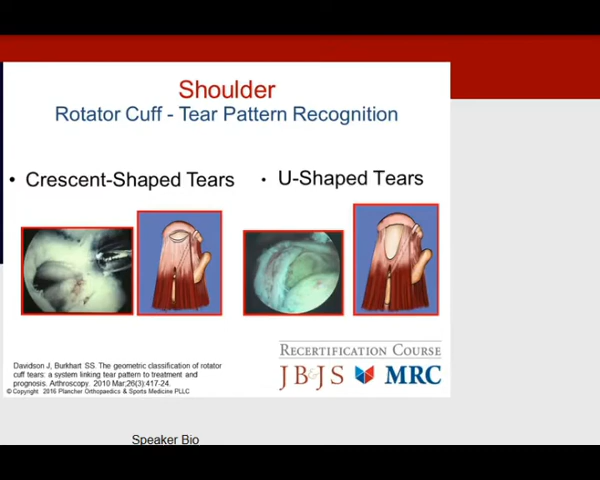 Shoulder
Rotator Cuff - Tear Pattern Recognition
• Crescent-Shaped Tears
• U-Shaped Tears
RECERTIFICATION COURSE
JB&JS MRC
Davidson J, Burkhart SS. The geometric classification of rotator
cuff tears: a system linking tear pattern to treatment and
prognosis. Arthroscopy. 2010 Mar;26(3):417-24.
© Copyright 2016 Plancher Orthopaedics & Sports Medicine PLLC
Speaker Bio